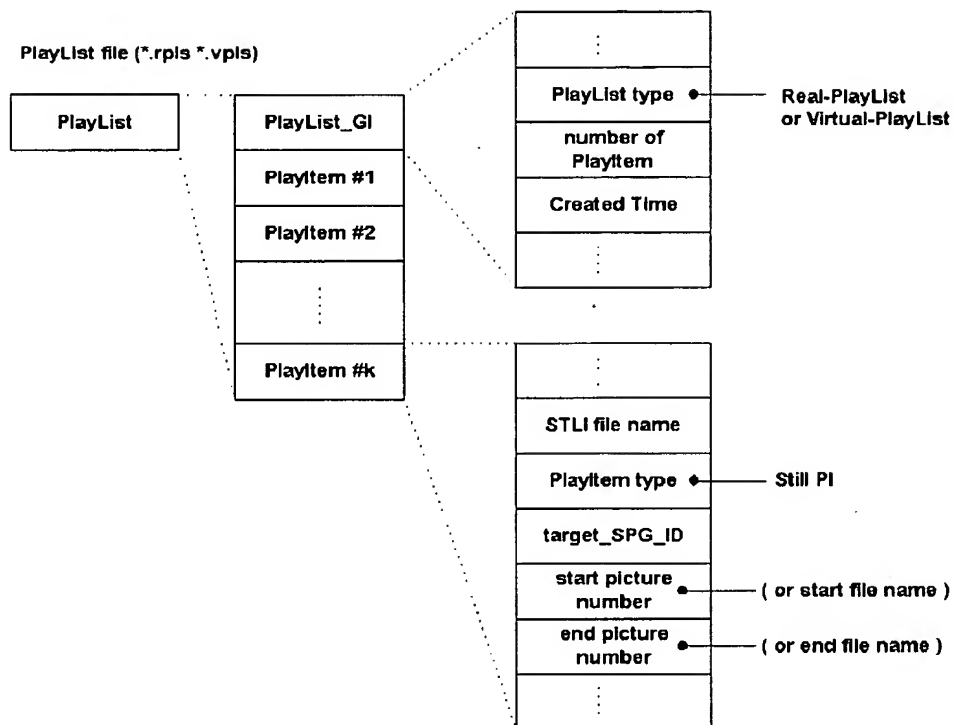 PlayList file (*.rpls *.vpls)
PlayList
PlayList_GI
PlayItem #1
PlayItem #2
PlayItem #k
PlayList type
Real-PlayList
or Virtual-PlayList
number of
PlayItem
Created Time
STLI file name
PlayItem type
Still PI
target_SPG_ID
start picture
number
( or start file name )
end picture
number
( or end file name )